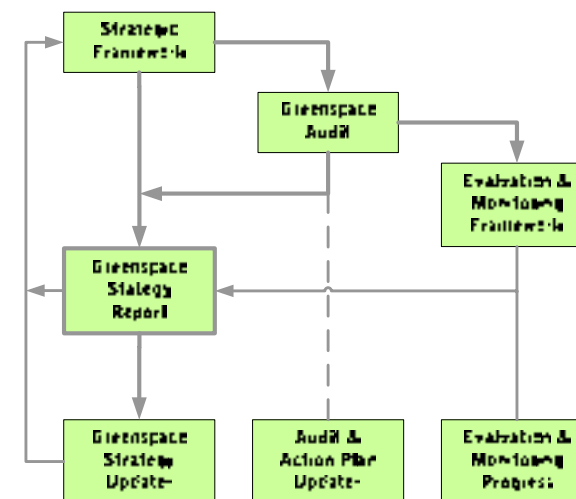 Strategic
Framework
Greenspace
Audit
Evaluation &
Monitoring
Framework
Greenspace
Stategy
Report
Greenspace
Strategy
Update
Audit &
Action Plan
Update
Evaluation &
Monitoring
Progress